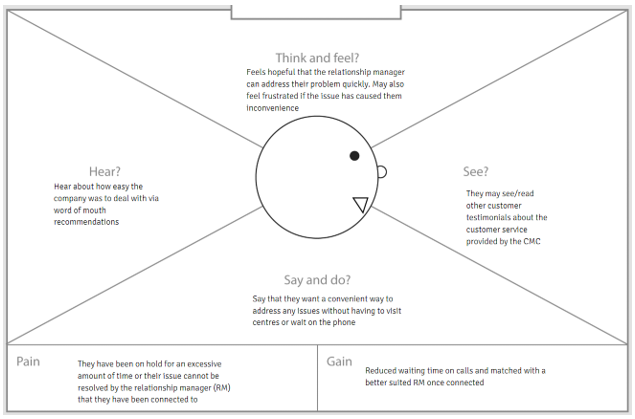 Think and feel?
Feels hopeful that the relationship manager
can address their problem quickly. May also
feel frustrated if the issue has caused them
inconvenience
Hear?
Hear about how easy the
company was to deal with via
word of mouth
recommendations
See?
They may see/read
other customer
testimonials about the
customer service
provided by the CMC
Say and do?
Say that they want a convenient way to
address any issues without having to visit
centres or wait on the phone
Pain
They have been on hold for an excessive
amount of time or their issue cannot be
resolved by the relationship manager (RM)
that they have been connected to
Gain
Reduced waiting time on calls and matched with a
better suited RM once connected